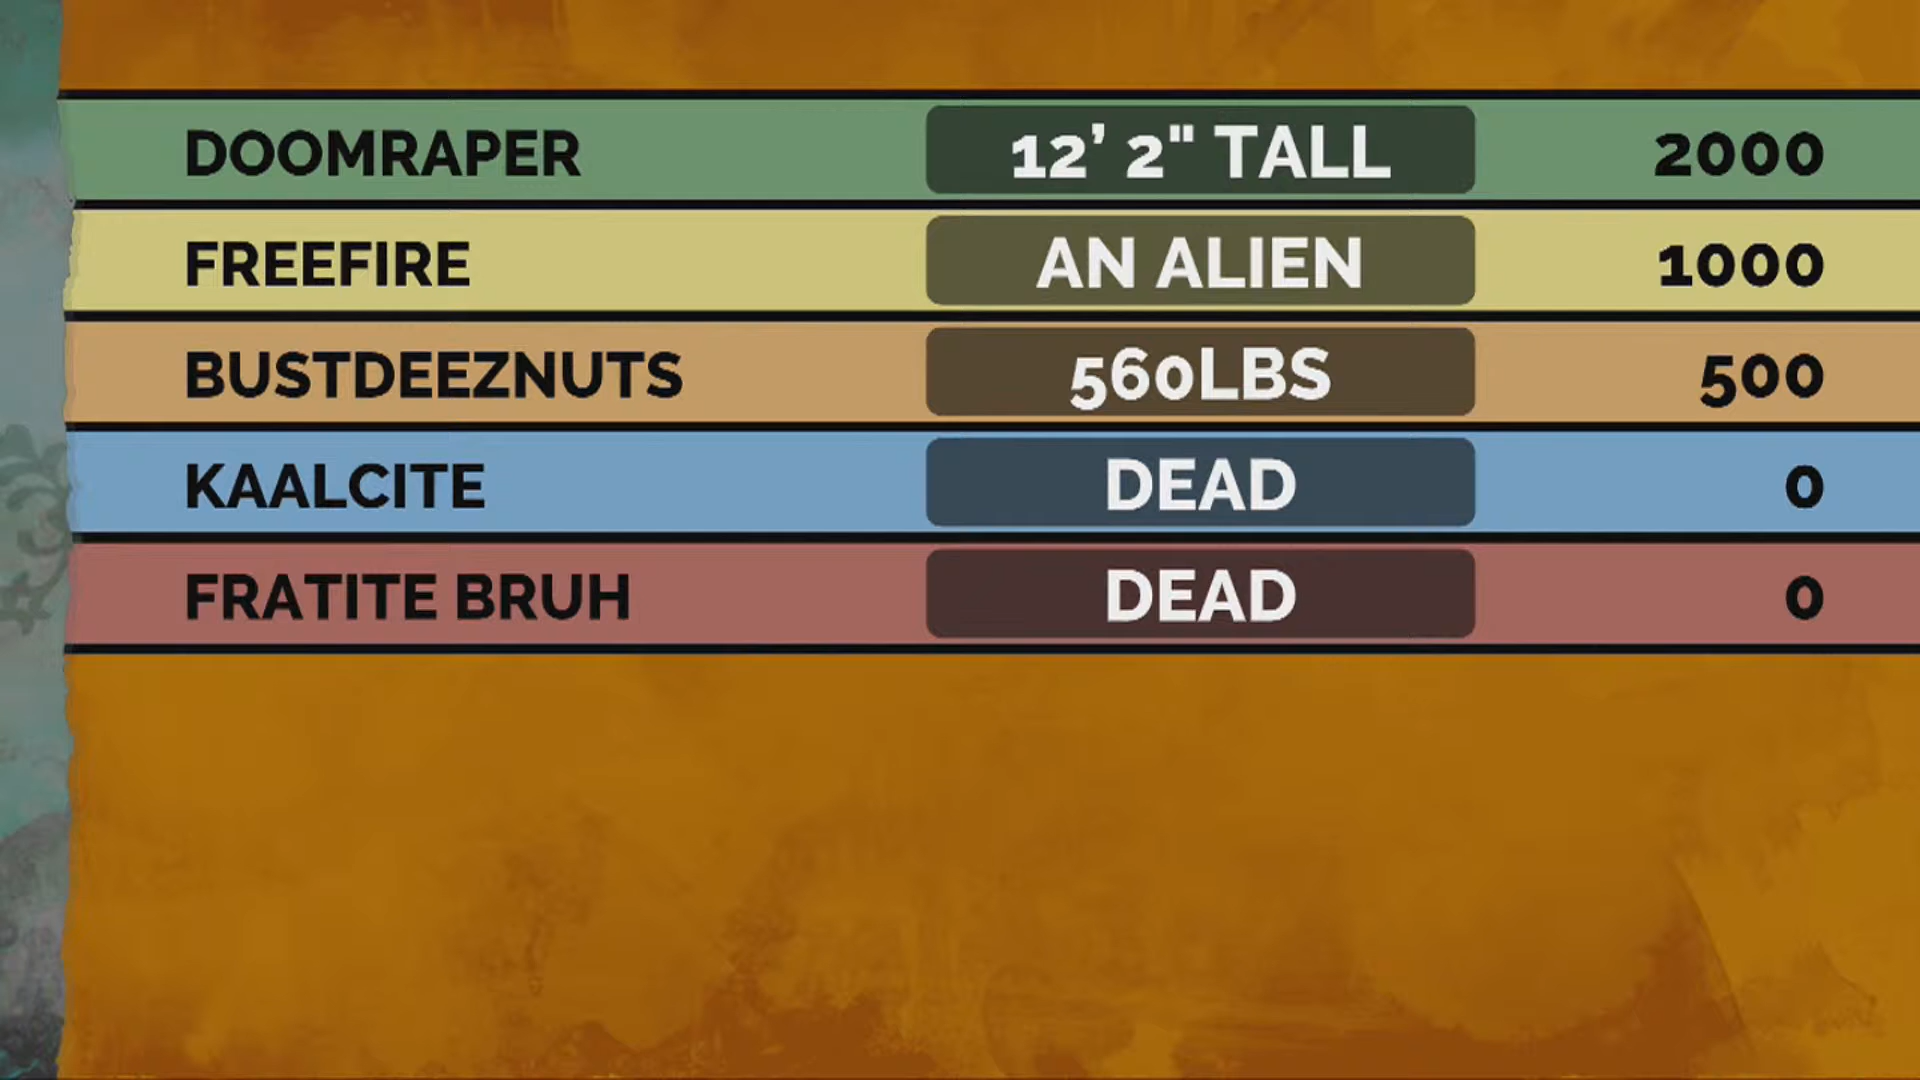 DOOMRAPER 12’ 2" TALL 2000
FREEFIRE AN ALIEN 1000
BUSTDEEZNUTS 560LBS 500
KAALCITE DEAD 0
FRATITE BRUH DEAD 0